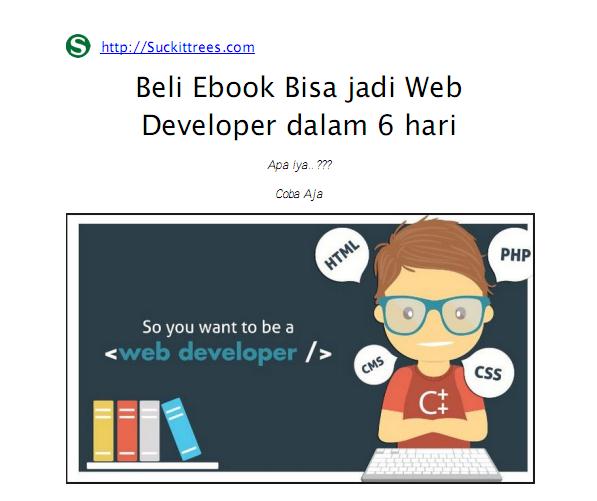 S
http://Suckittrees.com
Beli Ebook Bisa jadi Web
Developer dalam 6 hari
Apa iya..???
Coba Aja
HTML
PHP
So you want to be a
<web developer />
CMS
CSS
C++